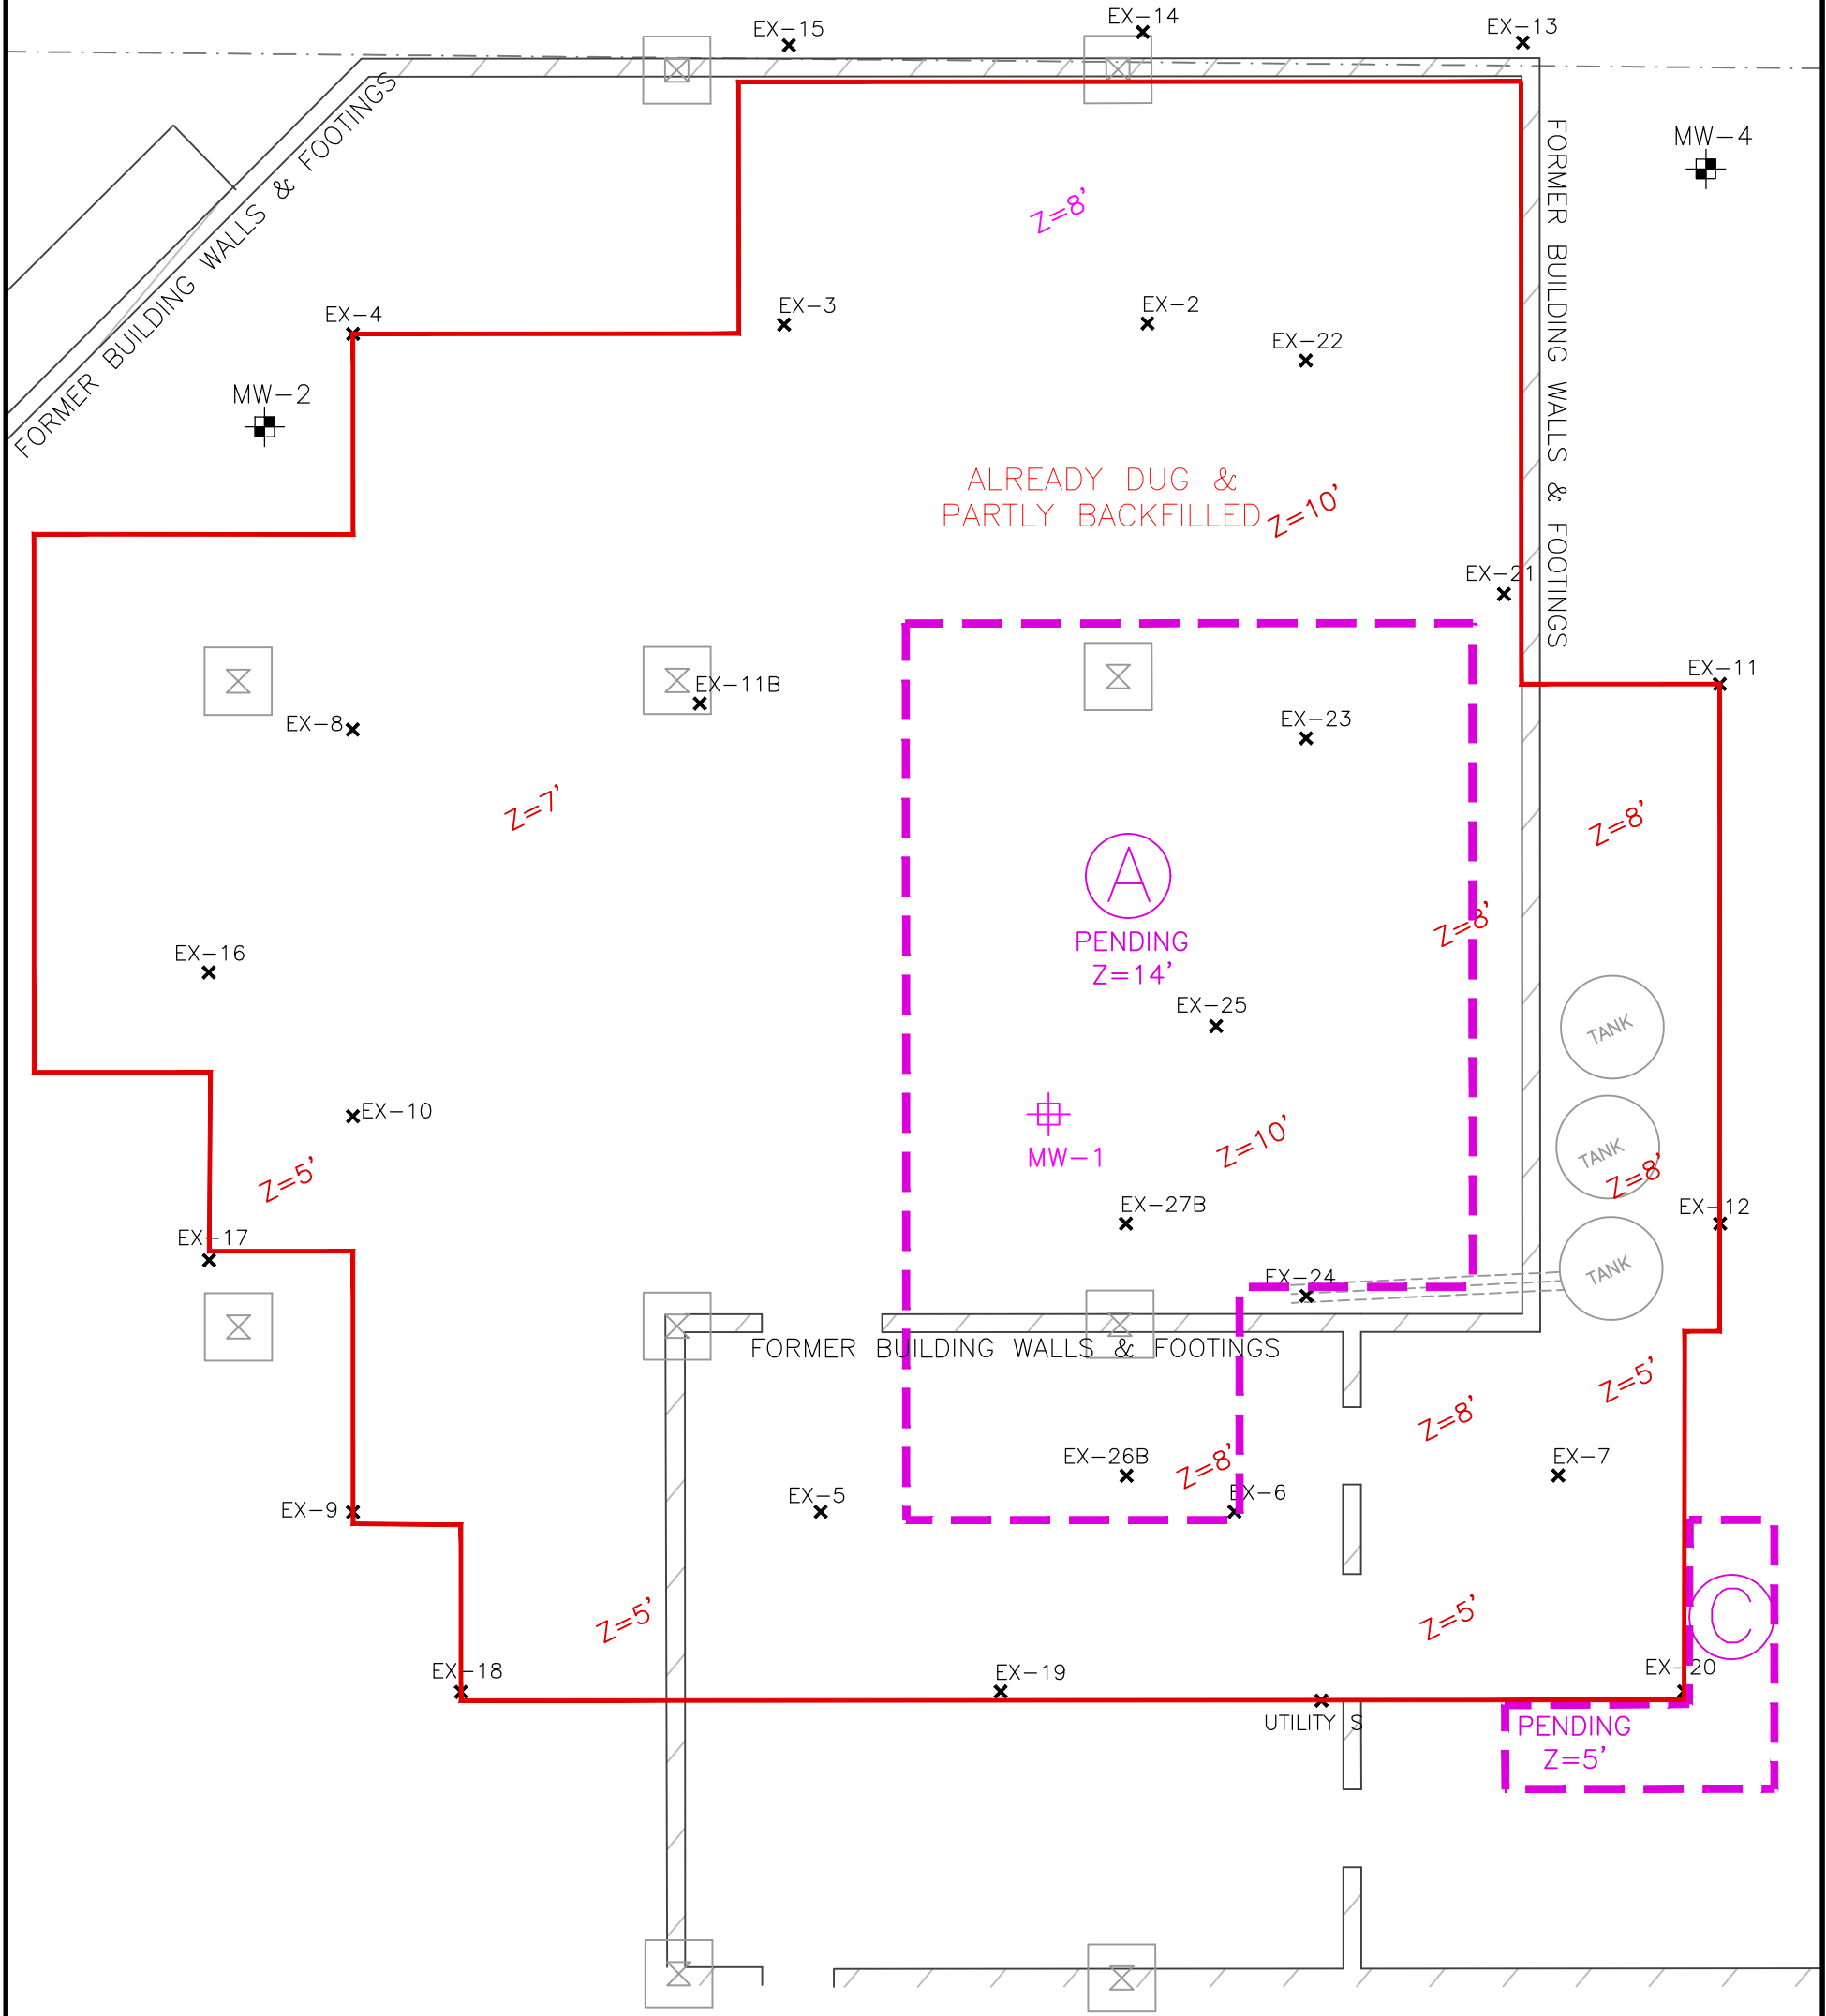 EX-15
EX-14
EX-13
FORMER BUILDING WALLS & FOOTINGS
FORMER BUILDING WALLS & FOOTINGS
MW-4
Z=8'
EX-4
EX-3
EX-2
EX-22
MW-2
ALREADY DUG &
PARTLY BACKFILLED
Z=10'
EX-21
EX-11
EX-11B
EX-8
EX-23
Z=7'
Z=8'
A
PENDING
Z=14'
Z=8'
EX-16
EX-25
TANK
EX-10
MW-1
Z=10'
TANK
Z=8'
Z=5'
EX-27B
EX-12
EX-17
EX-24
TANK
FORMER BUILDING WALLS & FOOTINGS
Z=5'
Z=8'
EX-26B
Z=8'
EX-7
EX-9
EX-5
EX-6
Z=5'
Z=5'
C
EX-18
EX-19
EX-20
UTILITY S
PENDING
Z=5'